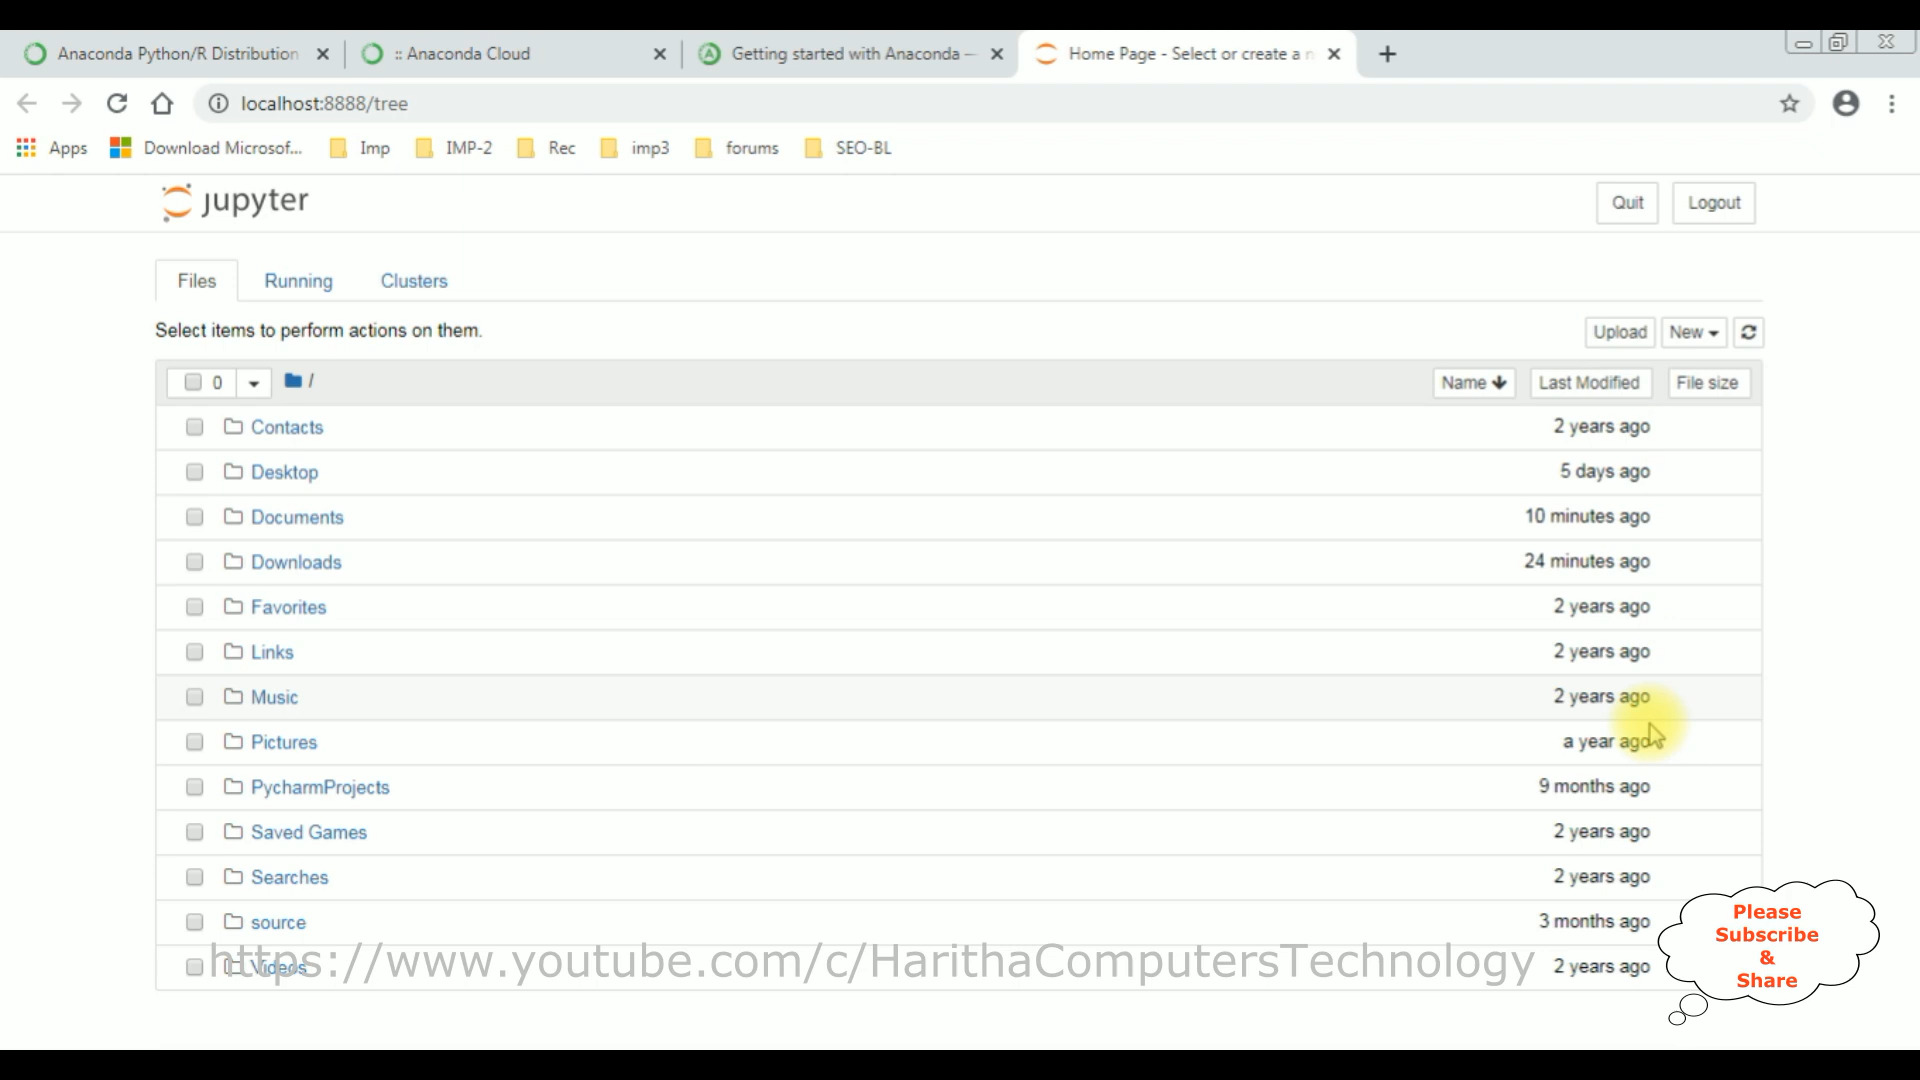 Anaconda Python/R Distribution
:: Anaconda Cloud
Getting started with Anaconda —
Home Page - Select or create a n
localhost:8888/tree
Apps
Download Microsof...
Imp
IMP-2
Rec
imp3
forums
SEO-BL
jupyter
Quit
Logout
Files
Running
Clusters
Select items to perform actions on them.
Upload
New
0
/
Name
Last Modified
File size
Contacts 2 years ago
Desktop 5 days ago
Documents 10 minutes ago
Downloads 24 minutes ago
Favorites 2 years ago
Links 2 years ago
Music 2 years ago
Pictures a year ago
PycharmProjects 9 months ago
Saved Games 2 years ago
Searches 2 years ago
source 3 months ago
Videos 2 years ago
https://www.youtube.com/c/HarithaComputersTechnology
Please
Subscribe
&
Share